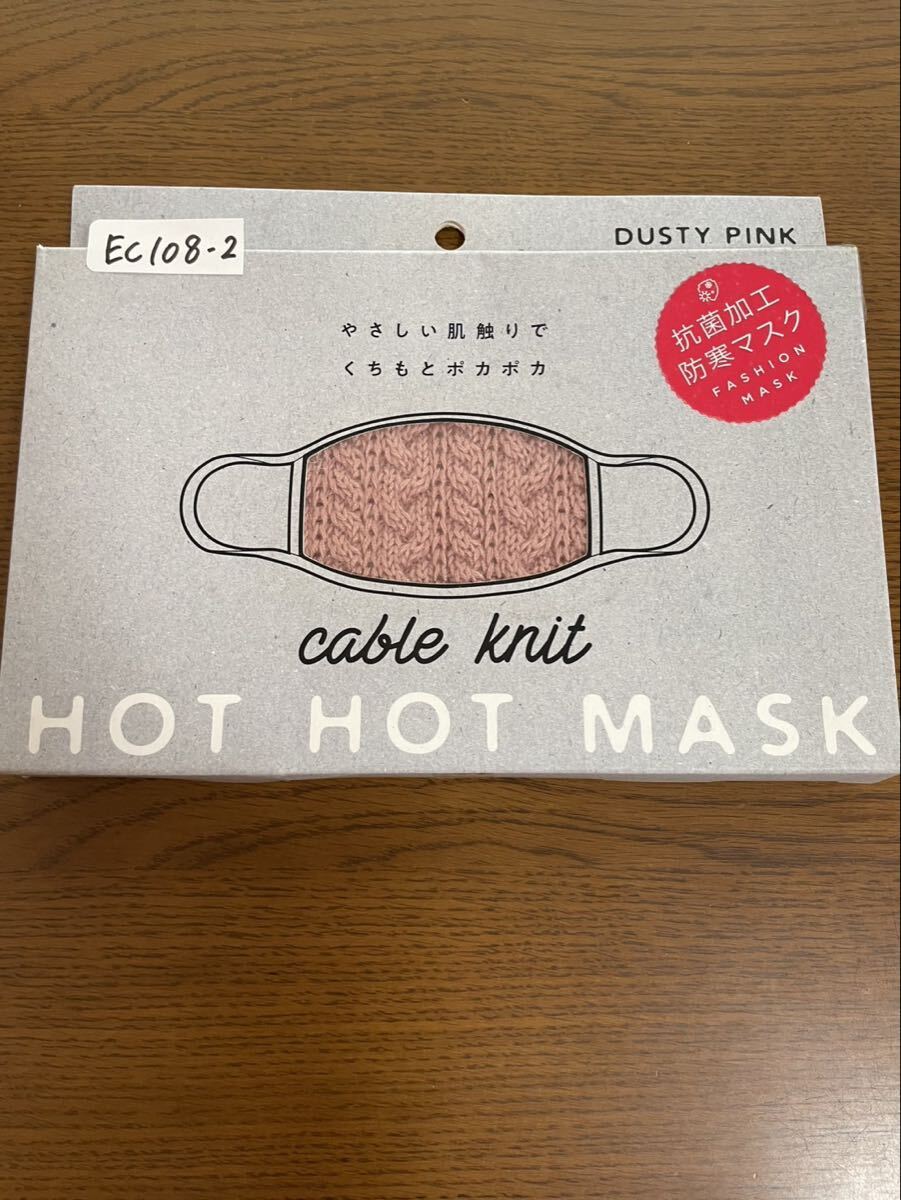 EC108-2
DUSTY PINK
やさしい肌触りで
くちもとポカポカ
抗菌加工
防寒マスク
FASHION
MASK
cable knit
HOT HOT MASK